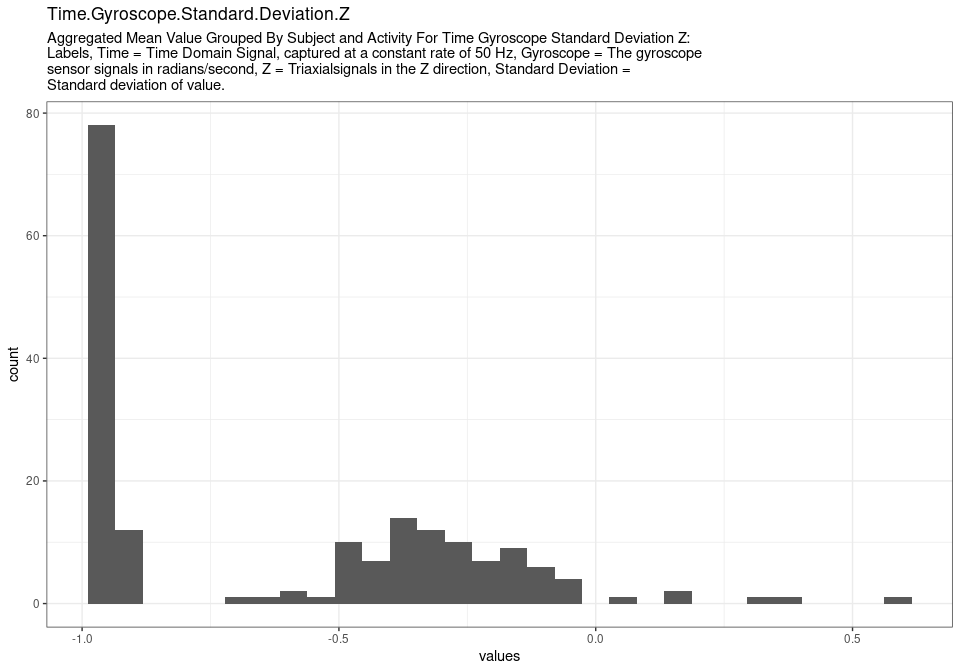 Time.Gyroscope.Standard.Deviation.Z
Aggregated Mean Value Grouped By Subject and Activity For Time Gyroscope Standard Deviation Z:
Labels, Time = Time Domain Signal, captured at a constant rate of 50 Hz, Gyroscope = The gyroscope
sensor signals in radians/second, Z = Triaxialsignals in the Z direction, Standard Deviation =
Standard deviation of value.
80
60
40
20
0
count
-1.0
-0.5
0.0
0.5
values